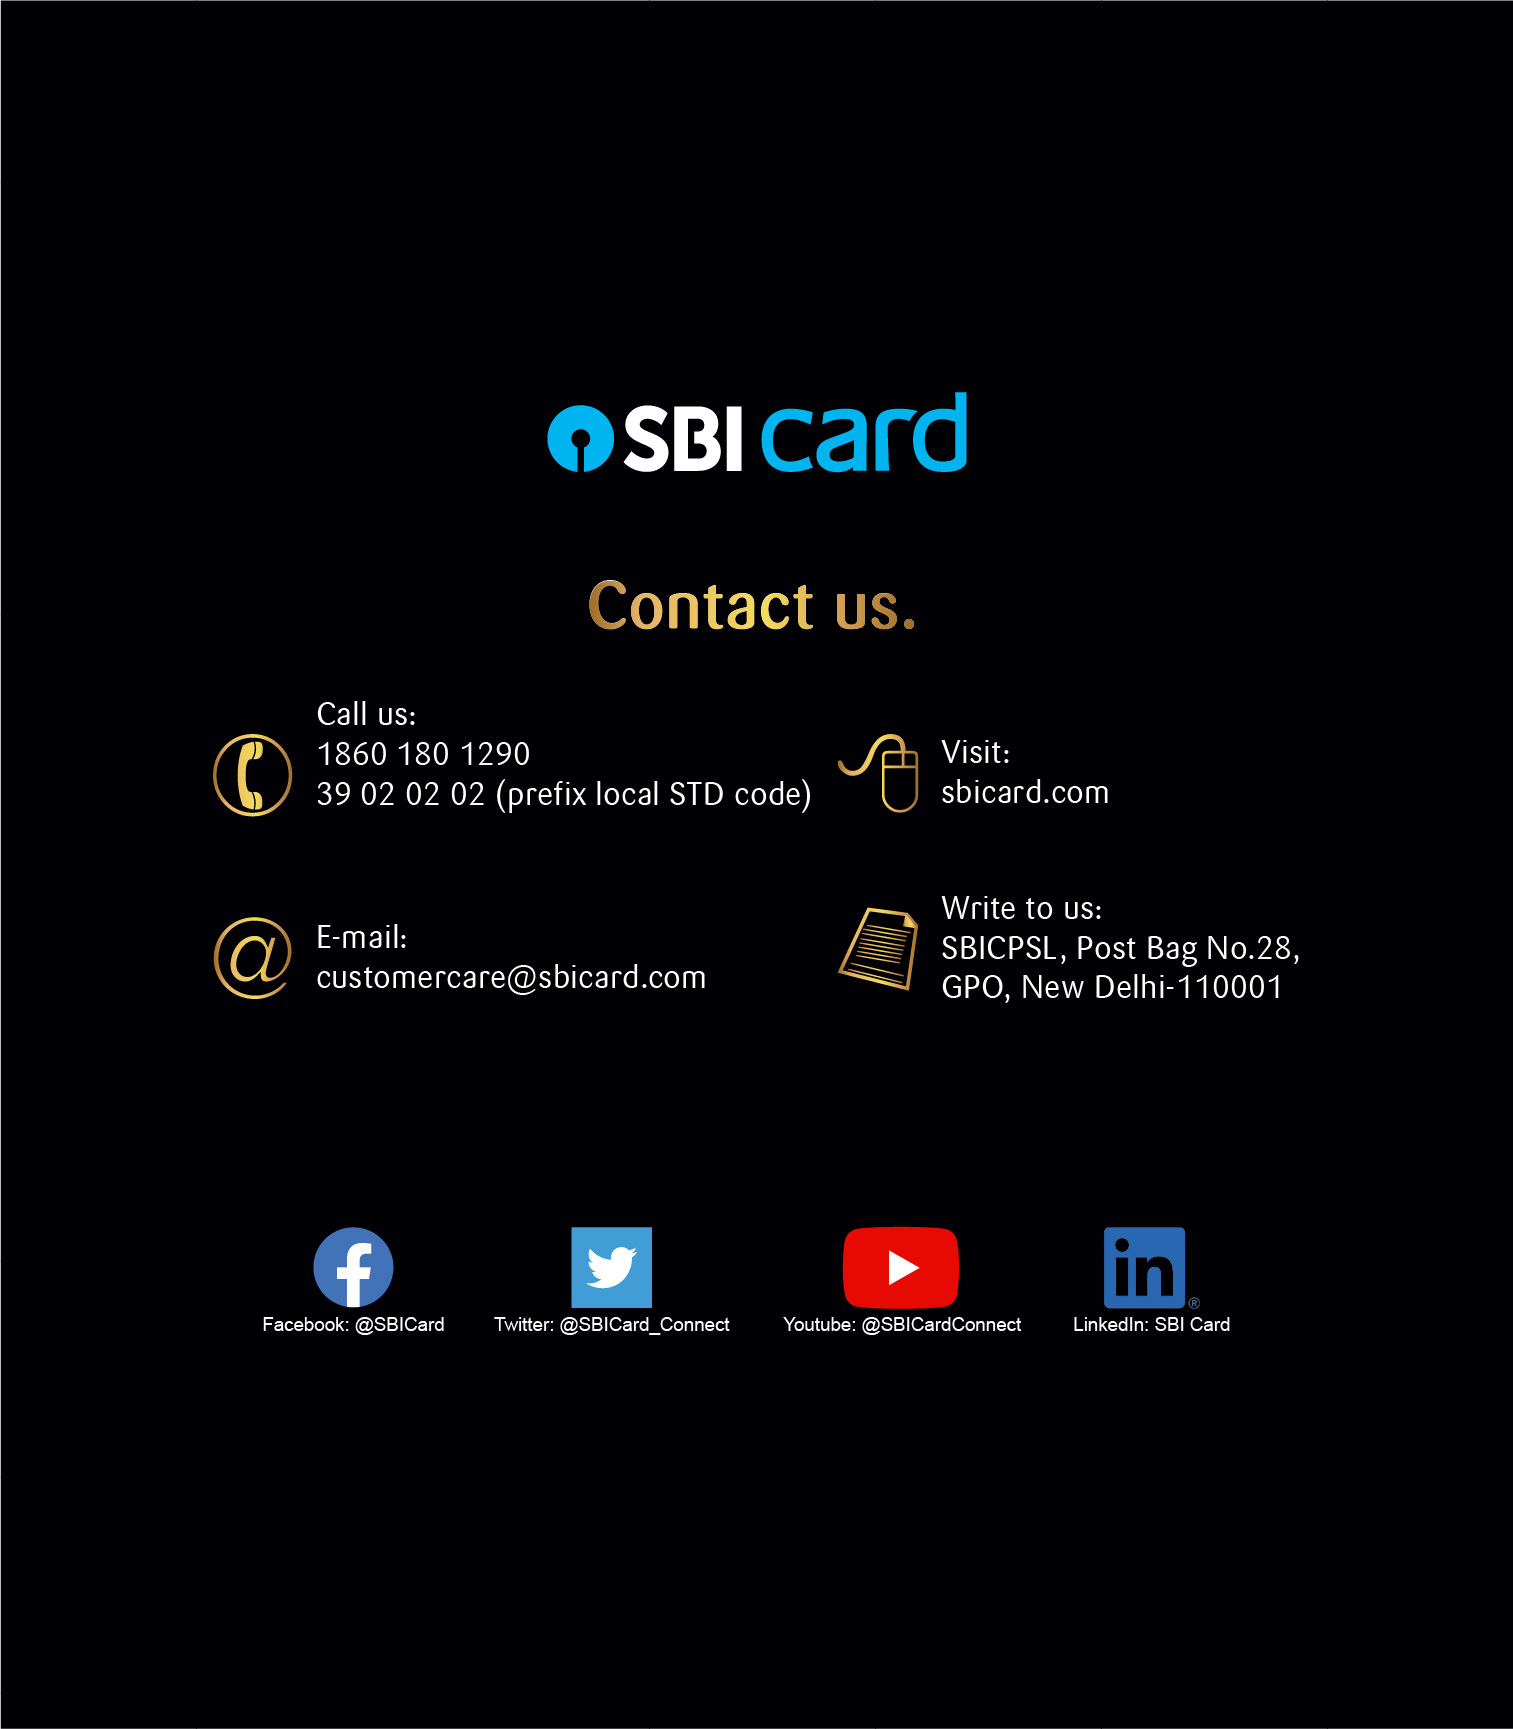 SBI card
Contact us.
Call us:
1860 180 1290
39 02 02 02 (prefix local STD code)
Visit:
sbicard.com
E-mail:
customercare@sbicard.com
Write to us:
SBICPSL, Post Bag No.28,
GPO, New Delhi-110001
in®
Facebook: @SBICard
Twitter: @SBICard_Connect
Youtube: @SBICardConnect
LinkedIn: SBI Card